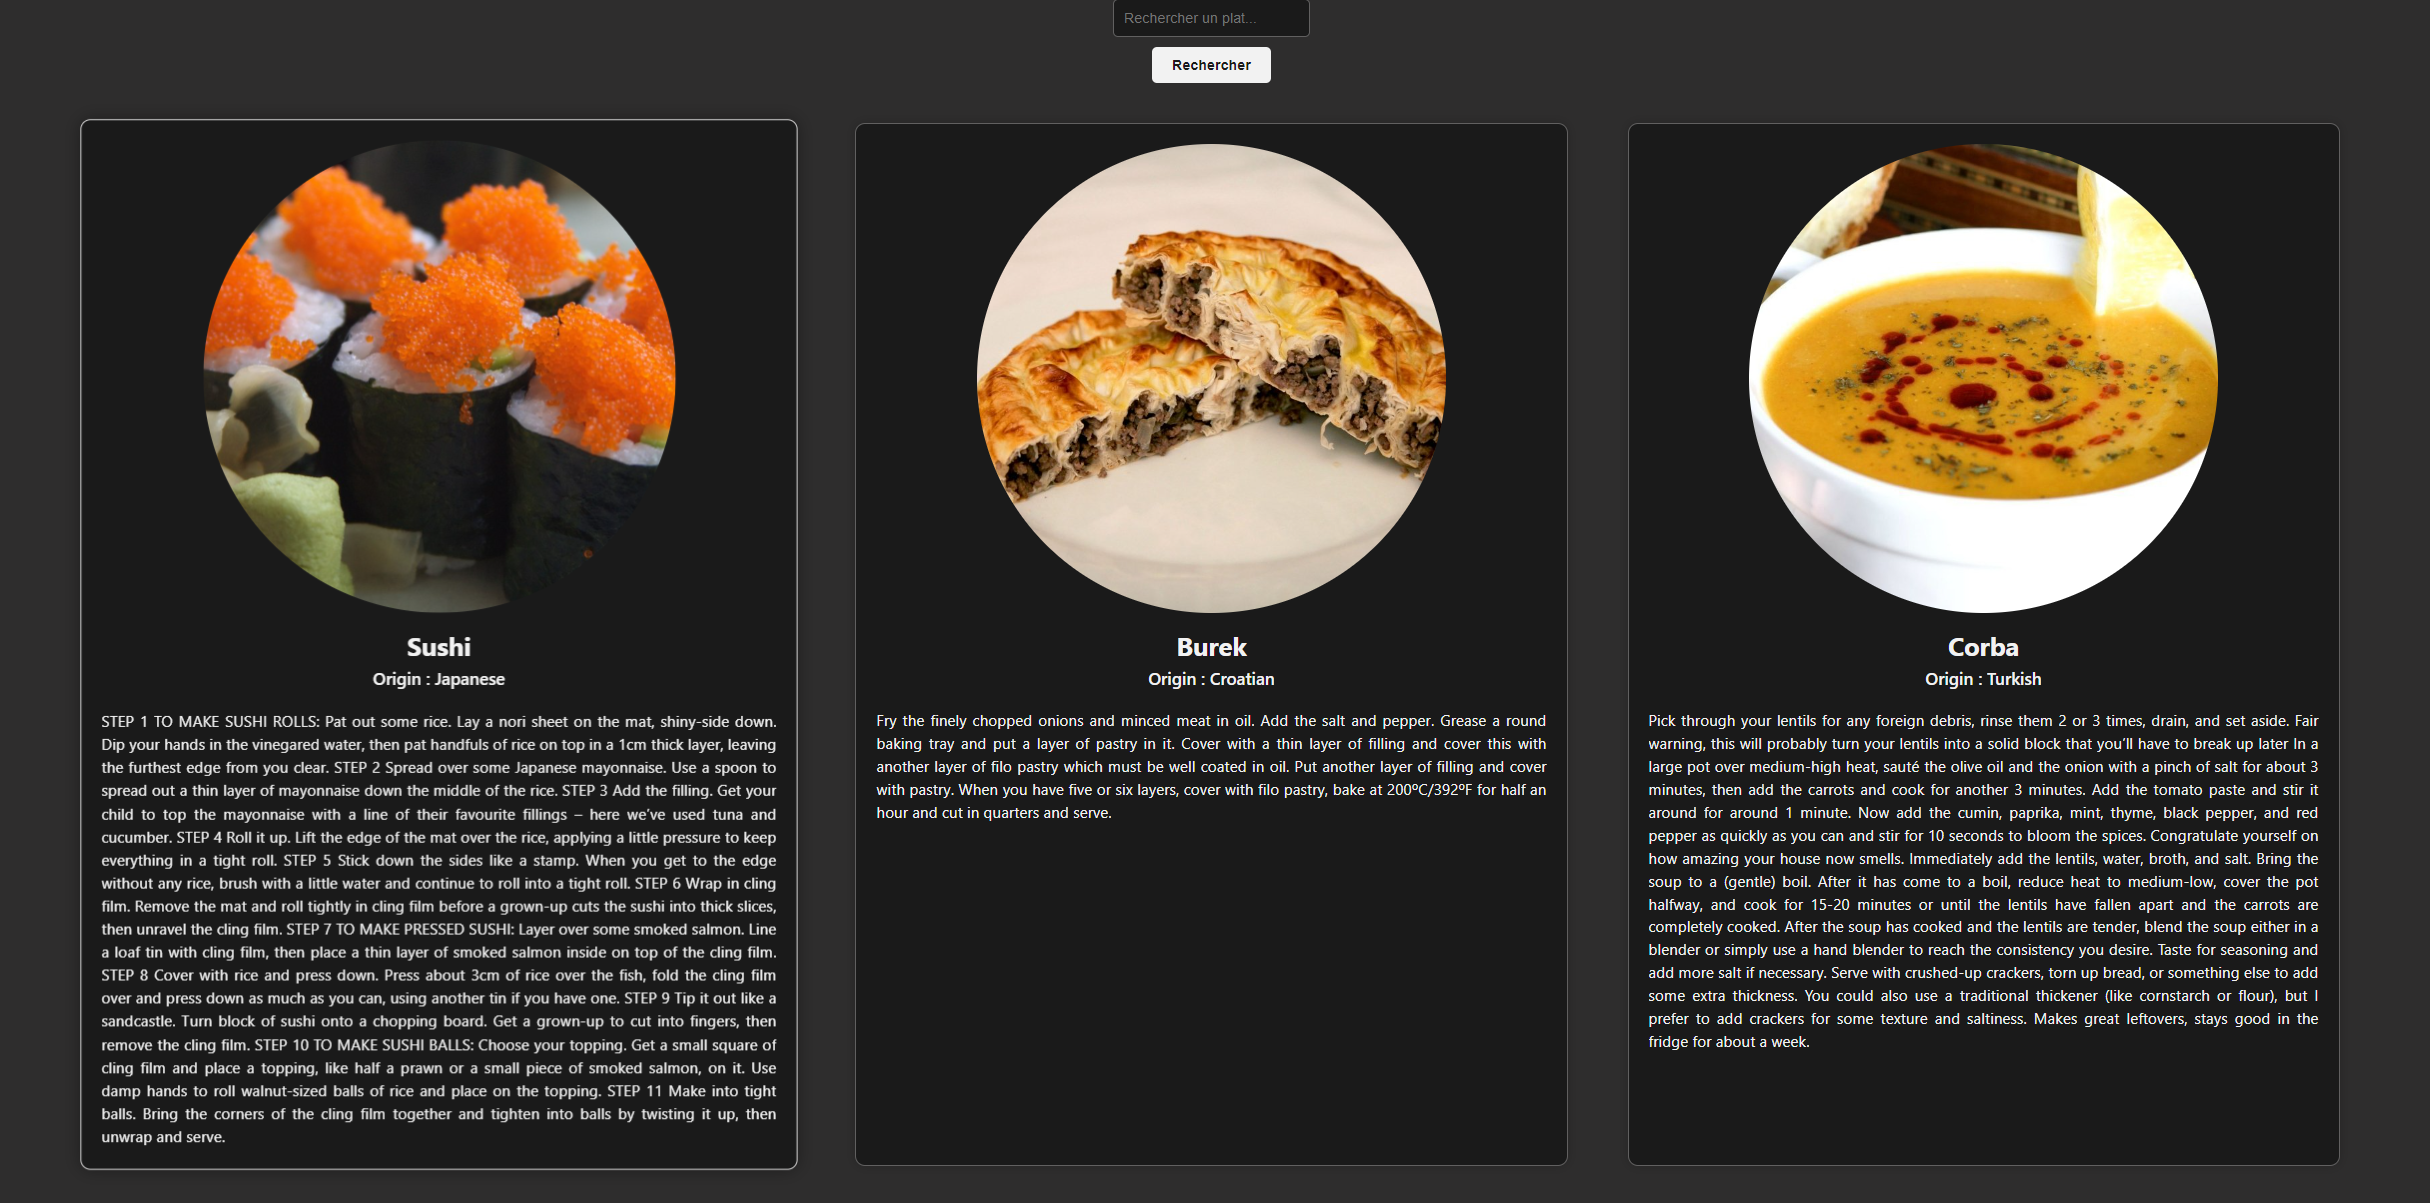 Rechercher un plat...
Rechercher
Sushi
Origin : Japanese
STEP 1 TO MAKE SUSHI ROLLS: Pat out some rice. Lay a nori sheet on the mat, shiny-side down.
Dip your hands in the vinegared water, then pat handfuls of rice on top in a 1cm thick layer, leaving
the furthest edge from you clear. STEP 2 Spread over some Japanese mayonnaise. Use a spoon to
spread out a thin layer of mayonnaise down the middle of the rice. STEP 3 Add the filling. Get your
child to top the mayonnaise with a line of their favourite fillings – here we’ve used tuna and
cucumber. STEP 4 Roll it up. Lift the edge of the mat over the rice, applying a little pressure to keep
everything in a tight roll. STEP 5 Stick down the sides like a stamp. When you get to the edge
without any rice, brush with a little water and continue to roll into a tight roll. STEP 6 Wrap in cling
film. Remove the mat and roll tightly in cling film before a grown-up cuts the sushi into thick slices,
then unravel the cling film. STEP 7 TO MAKE PRESSED SUSHI: Layer over some smoked salmon. Line
a loaf tin with cling film, then place a thin layer of smoked salmon inside on top of the cling film.
STEP 8 Cover with rice and press down. Press about 3cm of rice over the fish, fold the cling film
over and press down as much as you can, using another tin if you have one. STEP 9 Tip it out like a
sandcastle. Turn block of sushi onto a chopping board. Get a grown-up to cut into fingers, then
remove the cling film. STEP 10 TO MAKE SUSHI BALLS: Choose your topping. Get a small square of
cling film and place a topping, like half a prawn or a small piece of smoked salmon, on it. Use
damp hands to roll walnut-sized balls of rice and place on the topping. STEP 11 Make into tight
balls. Bring the corners of the cling film together and tighten into balls by twisting it up, then
unwrap and serve.
Burek
Origin : Croatian
Fry the finely chopped onions and minced meat in oil. Add the salt and pepper. Grease a round
baking tray and put a layer of pastry in it. Cover with a thin layer of filling and cover this with
another layer of filo pastry which must be well coated in oil. Put another layer of filling and cover
with pastry. When you have five or six layers, cover with filo pastry, bake at 200ºC/392ºF for half an
hour and cut in quarters and serve.
Corba
Origin : Turkish
Pick through your lentils for any foreign debris, rinse them 2 or 3 times, drain, and set aside. Fair
warning, this will probably turn your lentils into a solid block that you’ll have to break up later In a
large pot over medium-high heat, sauté the olive oil and the onion with a pinch of salt for about 3
minutes, then add the carrots and cook for another 3 minutes. Add the tomato paste and stir it
around for around 1 minute. Now add the cumin, paprika, mint, thyme, black pepper, and red
pepper as quickly as you can and stir for 10 seconds to bloom the spices. Congratulate yourself on
how amazing your house now smells. Immediately add the lentils, water, broth, and salt. Bring the
soup to a (gentle) boil. After it has come to a boil, reduce heat to medium-low, cover the pot
halfway, and cook for 15-20 minutes or until the lentils have fallen apart and the carrots are
completely cooked. After the soup has cooked and the lentils are tender, blend the soup either in a
blender or simply use a hand blender to reach the consistency you desire. Taste for seasoning and
add more salt if necessary. Serve with crushed-up crackers, torn up bread, or something else to add
some extra thickness. You could also use a traditional thickener (like cornstarch or flour), but I
prefer to add crackers for some texture and saltiness. Makes great leftovers, stays good in the
fridge for about a week.